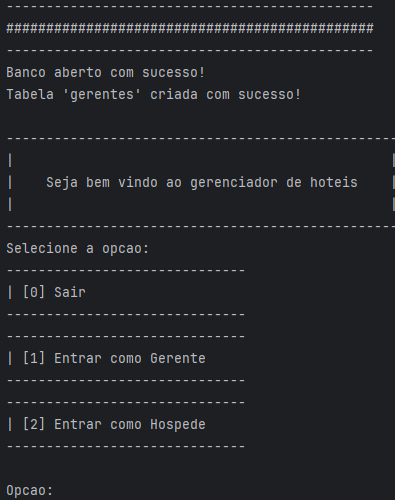 ----------------------------------------------
##############################################
----------------------------------------------
Banco aberto com sucesso!
Tabela 'gerentes' criada com sucesso!
-------------------------------------------------
|                                               |
|    Seja bem vindo ao gerenciador de hoteis    |
|                                               |
-------------------------------------------------
Selecione a opcao:
------------------------------
| [0] Sair
------------------------------
------------------------------
| [1] Entrar como Gerente
------------------------------
------------------------------
| [2] Entrar como Hospede
------------------------------
Opcao: